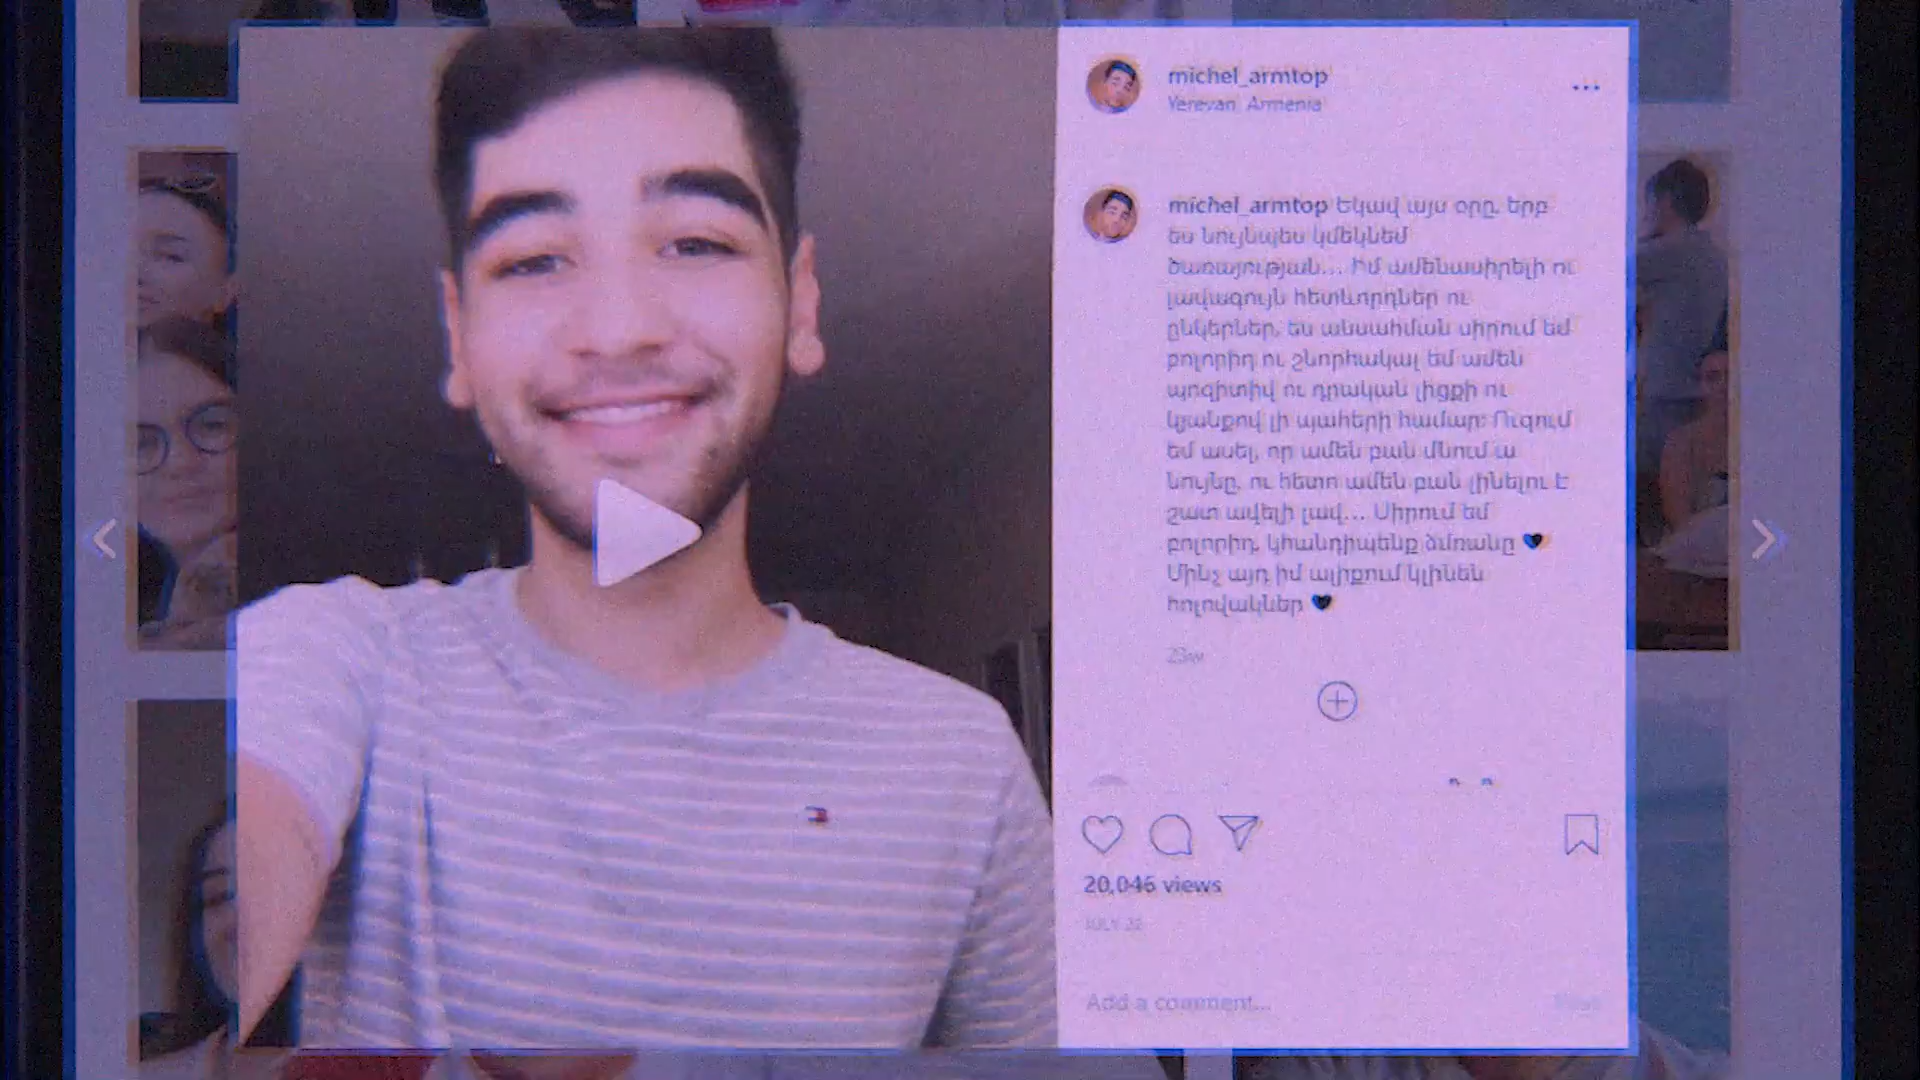 michel_armtop
Yerevan, Armenia
michel_armtop Եկավ այս օրը, երբ
ես նույնպես կմեկնեմ
ծառայության... Իմ ամենասիրելի ու
լավագույն հետևորդներ ու
ընկերներ, ես անսահման սիրում եմ
բոլորիդ ու շնորհակալ եմ ամեն
պոզիտիվ ու դրական լիցքի ու
կյանքով լի պահերի համար: Ուզում
եմ ասել, որ ամեն բան մնում ա
նույնը, ու հետո ամեն բան լինելու է
շատ ավելի լավ... Սիրում եմ
բոլորիդ, կհանդիպենք ձմռանը 🖤
Մինչ այդ իմ ալիքում կլինեն
հոլովակներ 🖤
20,046 views
JULY 22
Add a comment...